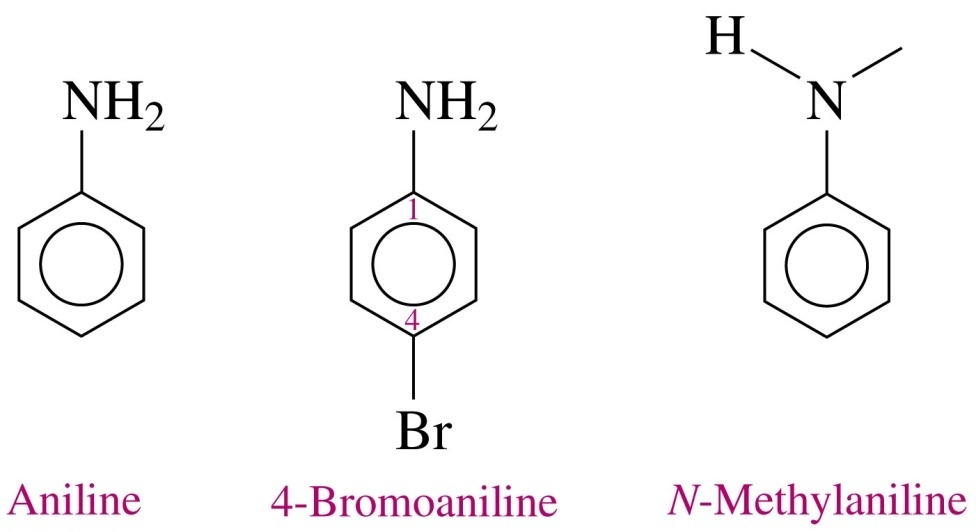 NH₂
NH₂
H
N
1
4
Br
Aniline
4-Bromoaniline
N-Methylaniline